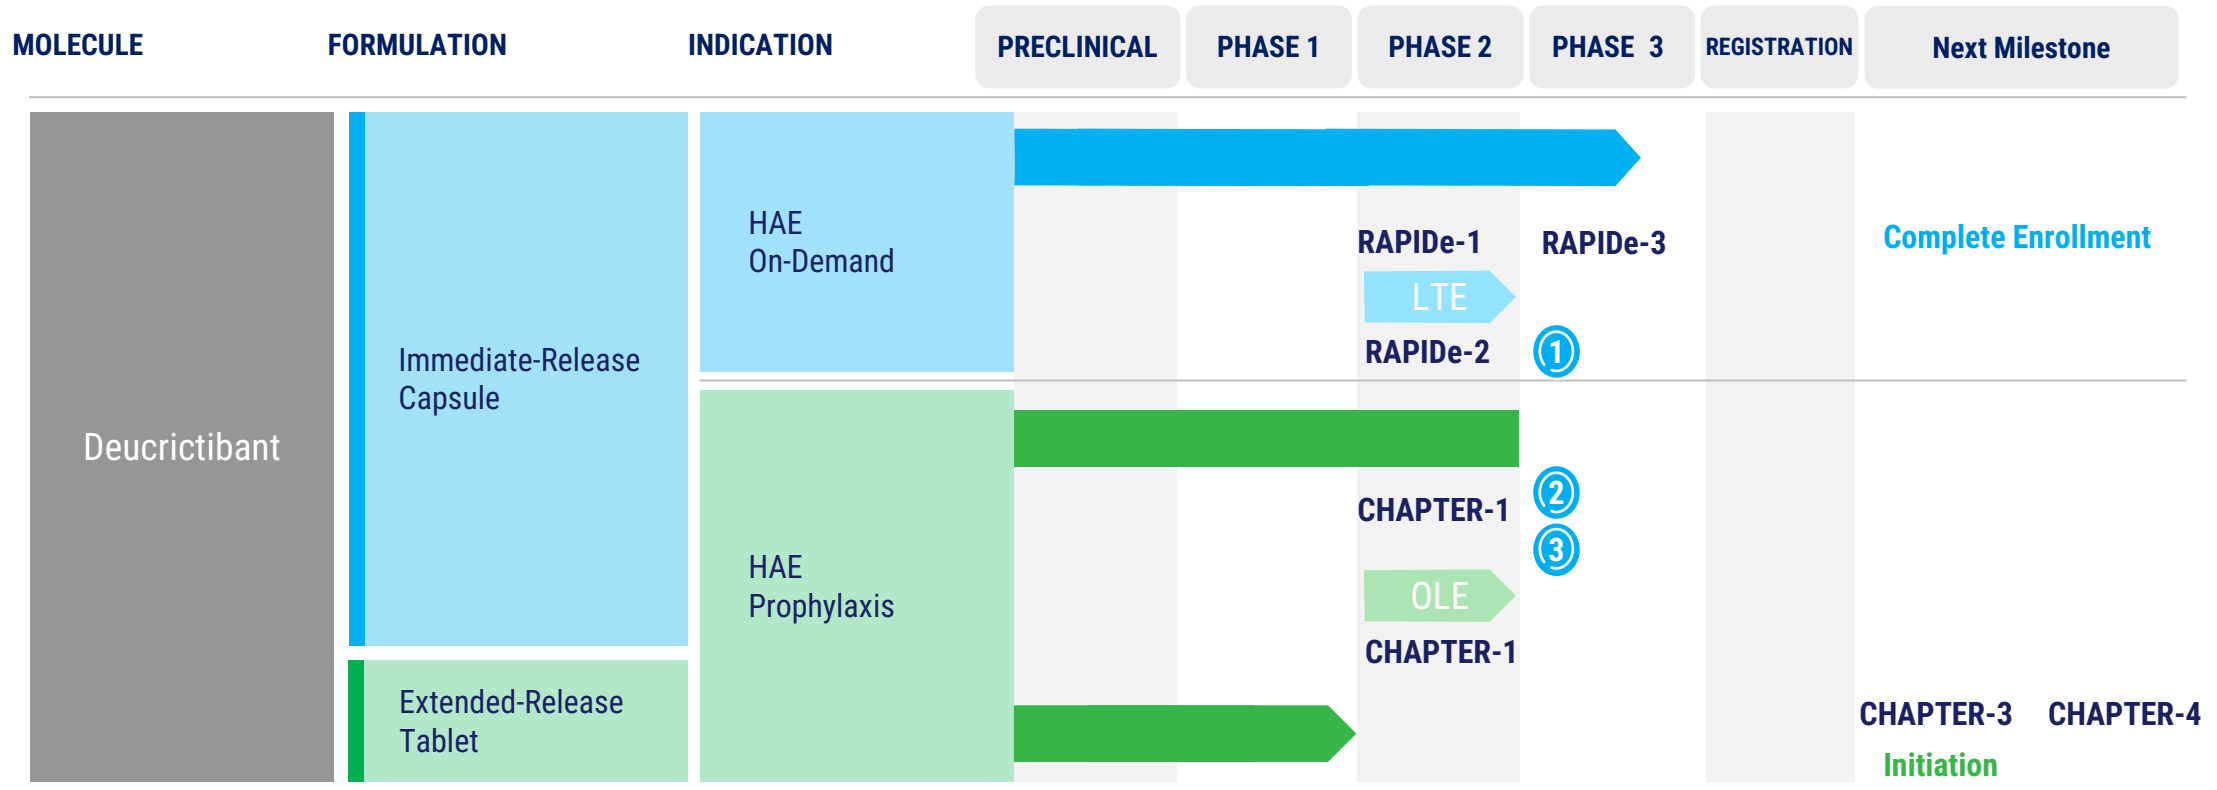 MOLECULE
FORMULATION
INDICATION
PRECLINICAL
PHASE 1
PHASE 2
PHASE 3
REGISTRATION
Next Milestone
Deucrictibant
Immediate-Release
Capsule
HAE
On-Demand
RAPIDe-1
RAPIDe-3
Complete Enrollment
LTE
RAPIDe-2
1
HAE
Prophylaxis
CHAPTER-1
2
3
OLE
CHAPTER-1
Extended-Release
Tablet
CHAPTER-3
CHAPTER-4
Initiation